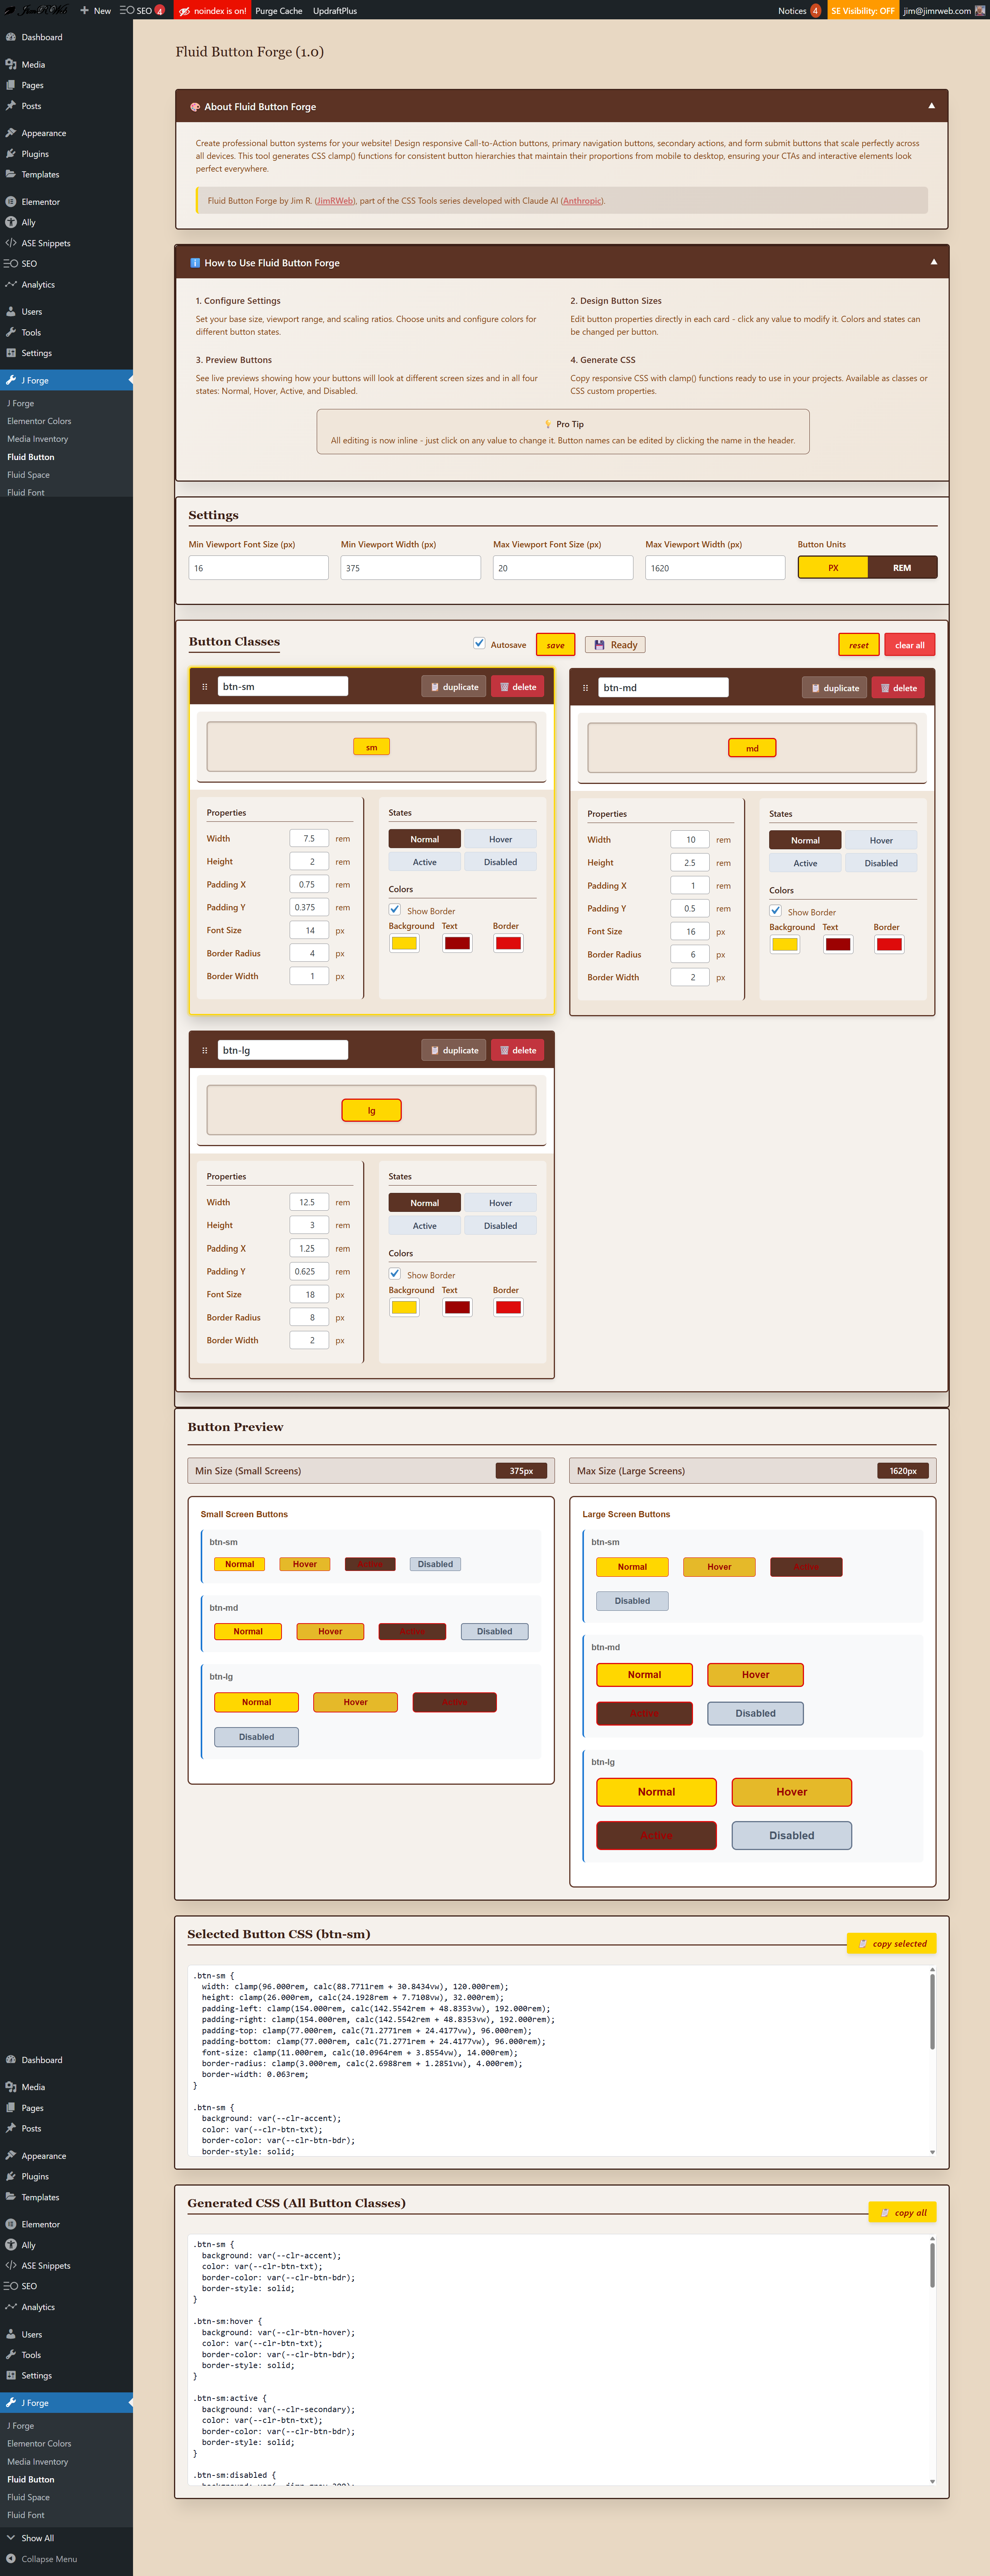 New
SEO 4
noindex is on!
Purge Cache
UpdraftPlus
Notices 4
SE Visibility: OFF
jim@jimrweb.com
Dashboard
Media
Pages
Posts
Appearance
Plugins
Templates
Elementor
Ally
ASE Snippets
SEO
Analytics
Users
Tools
Settings
J Forge
J Forge
Elementor Colors
Media Inventory
Fluid Button
Fluid Space
Fluid Font
Fluid Button Forge (1.0)
About Fluid Button Forge
Create professional button systems for your website! Design responsive Call-to-Action buttons, primary navigation buttons, secondary actions, and form submit buttons that scale perfectly across
all devices. This tool generates CSS clamp() functions for consistent button hierarchies that maintain their proportions from mobile to desktop, ensuring your CTAs and interactive elements look
perfect everywhere.
Fluid Button Forge by Jim R. (JimRWeb), part of the CSS Tools series developed with Claude AI (Anthropic).
How to Use Fluid Button Forge
1. Configure Settings
Set your base size, viewport range, and scaling ratios. Choose units and configure colors for
different button states.
2. Design Button Sizes
Edit button properties directly in each card - click any value to modify it. Colors and states can
be changed per button.
3. Preview Buttons
See live previews showing how your buttons will look at different screen sizes and in all four
states: Normal, Hover, Active, and Disabled.
4. Generate CSS
Copy responsive CSS with clamp() functions ready to use in your projects. Available as classes or
CSS custom properties.
Pro Tip
All editing is now inline - just click on any value to change it. Button names can be edited by clicking the name in the header.
Settings
Min Viewport Font Size (px)
16
Min Viewport Width (px)
375
Max Viewport Font Size (px)
20
Max Viewport Width (px)
1620
Button Units
PX REM
Button Classes
Autosave
save
Ready
reset
clear all
btn-sm
duplicate
delete
sm
Properties
Width 7.5 rem
Height 2 rem
Padding X 0.75 rem
Padding Y 0.375 rem
Font Size 14 px
Border Radius 4 px
Border Width 1 px
States
Normal Hover
Active Disabled
Colors
Show Border
Background Text Border
btn-md
duplicate
delete
md
Properties
Width 10 rem
Height 2.5 rem
Padding X 1 rem
Padding Y 0.5 rem
Font Size 16 px
Border Radius 6 px
Border Width 2 px
States
Normal Hover
Active Disabled
Colors
Show Border
Background Text Border
btn-lg
duplicate
delete
lg
Properties
Width 12.5 rem
Height 3 rem
Padding X 1.25 rem
Padding Y 0.625 rem
Font Size 18 px
Border Radius 8 px
Border Width 2 px
States
Normal Hover
Active Disabled
Colors
Show Border
Background Text Border
Button Preview
Min Size (Small Screens) 375px
Small Screen Buttons
btn-sm
Normal Hover Active Disabled
btn-md
Normal Hover Active Disabled
btn-lg
Normal Hover Active
Disabled
Max Size (Large Screens) 1620px
Large Screen Buttons
btn-sm
Normal Hover Active
Disabled
btn-md
Normal Hover
Active Disabled
btn-lg
Normal Hover
Active Disabled
Selected Button CSS (btn-sm)
copy selected
.btn-sm {
width: clamp(96.000rem, calc(88.7711rem + 30.8434vw), 120.000rem);
height: clamp(26.000rem, calc(24.1928rem + 7.7108vw), 32.000rem);
padding-left: clamp(154.000rem, calc(142.5542rem + 48.8353vw), 192.000rem);
padding-right: clamp(154.000rem, calc(142.5542rem + 48.8353vw), 192.000rem);
padding-top: clamp(77.000rem, calc(71.2771rem + 24.4177vw), 96.000rem);
padding-bottom: clamp(77.000rem, calc(71.2771rem + 24.4177vw), 96.000rem);
font-size: clamp(11.000rem, calc(10.0964rem + 3.8554vw), 14.000rem);
border-radius: clamp(3.000rem, calc(2.6988rem + 1.2851vw), 4.000rem);
border-width: 0.063rem;
}
.btn-sm {
background: var(--clr-accent);
color: var(--clr-btn-txt);
border-color: var(--clr-btn-bdr);
border-style: solid;
Generated CSS (All Button Classes)
copy all
.btn-sm {
background: var(--clr-accent);
color: var(--clr-btn-txt);
border-color: var(--clr-btn-bdr);
border-style: solid;
}
.btn-sm:hover {
background: var(--clr-btn-hover);
color: var(--clr-btn-txt);
border-color: var(--clr-btn-bdr);
border-style: solid;
}
.btn-sm:active {
background: var(--clr-secondary);
color: var(--clr-btn-txt);
border-color: var(--clr-btn-bdr);
border-style: solid;
}
.btn-sm:disabled {
Dashboard
Media
Pages
Posts
Appearance
Plugins
Templates
Elementor
Ally
ASE Snippets
SEO
Analytics
Users
Tools
Settings
J Forge
J Forge
Elementor Colors
Media Inventory
Fluid Button
Fluid Space
Fluid Font
Show All
Collapse Menu